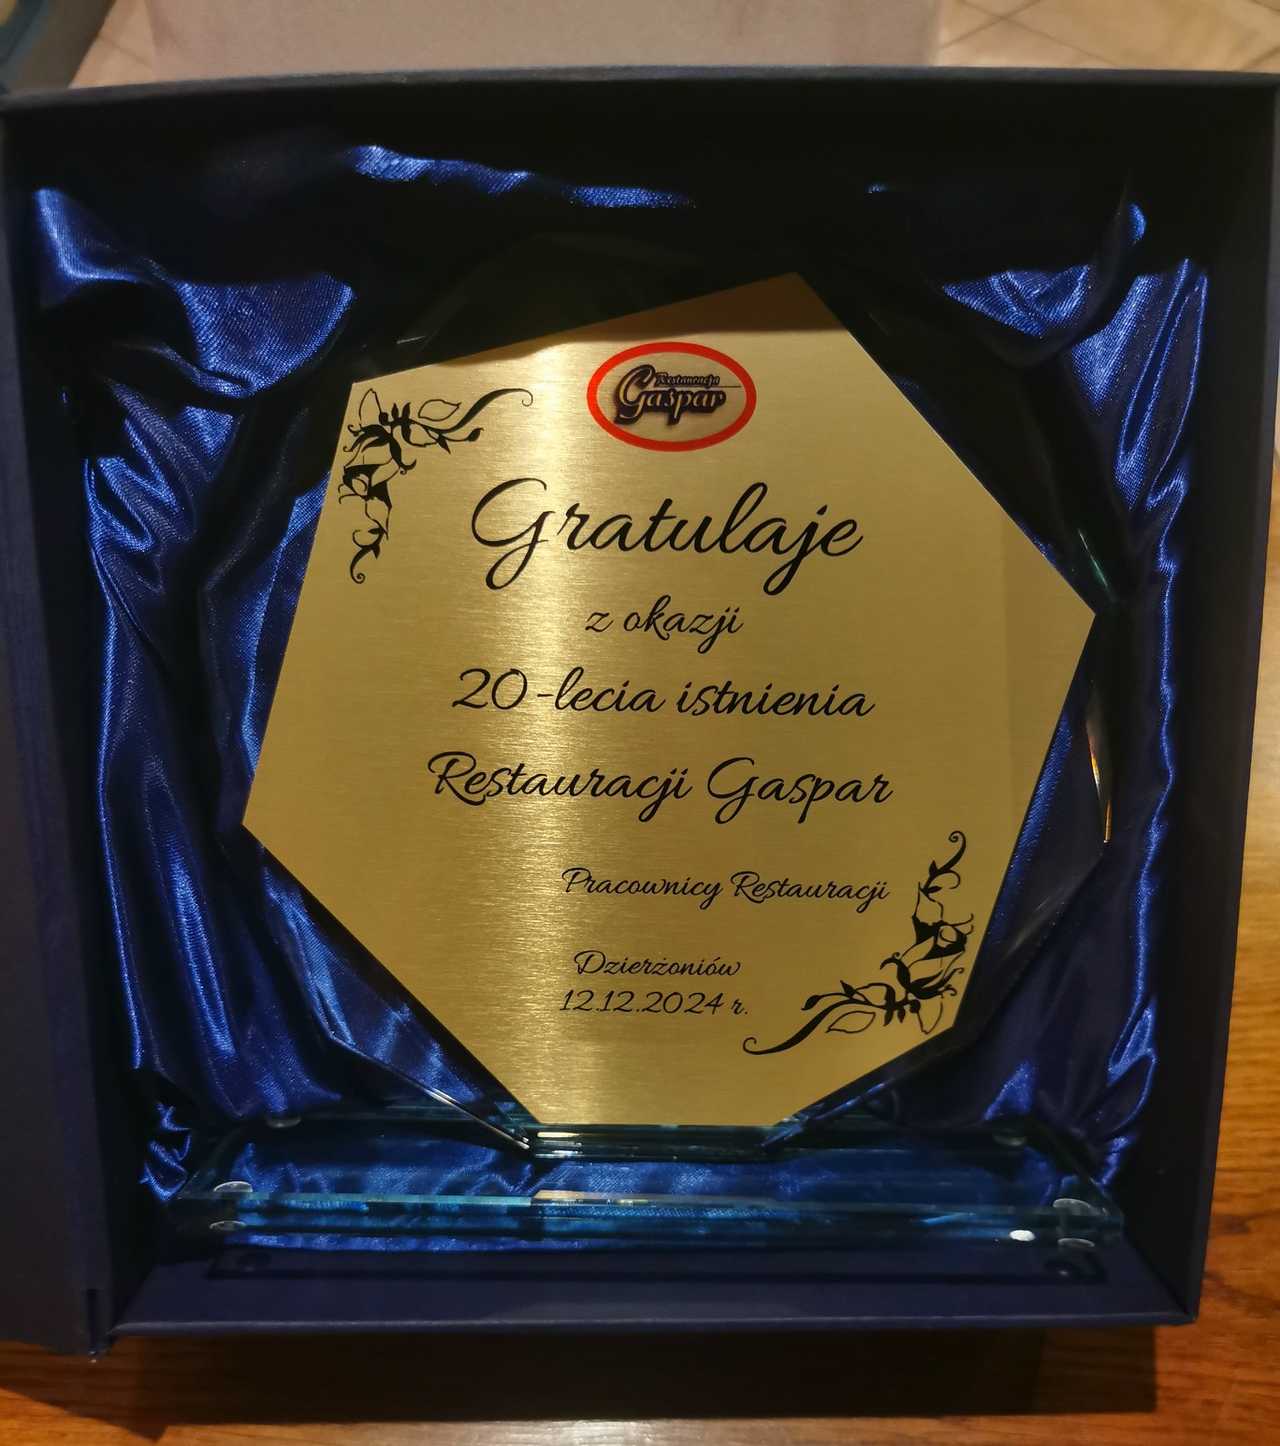 Restauracja
Gaspar
Gratulaje
z okazji
20-lecia istnienia
Restauracji Gaspar
Pracownicy Restauracji
Dzierżoniów
12.12.2024 r.